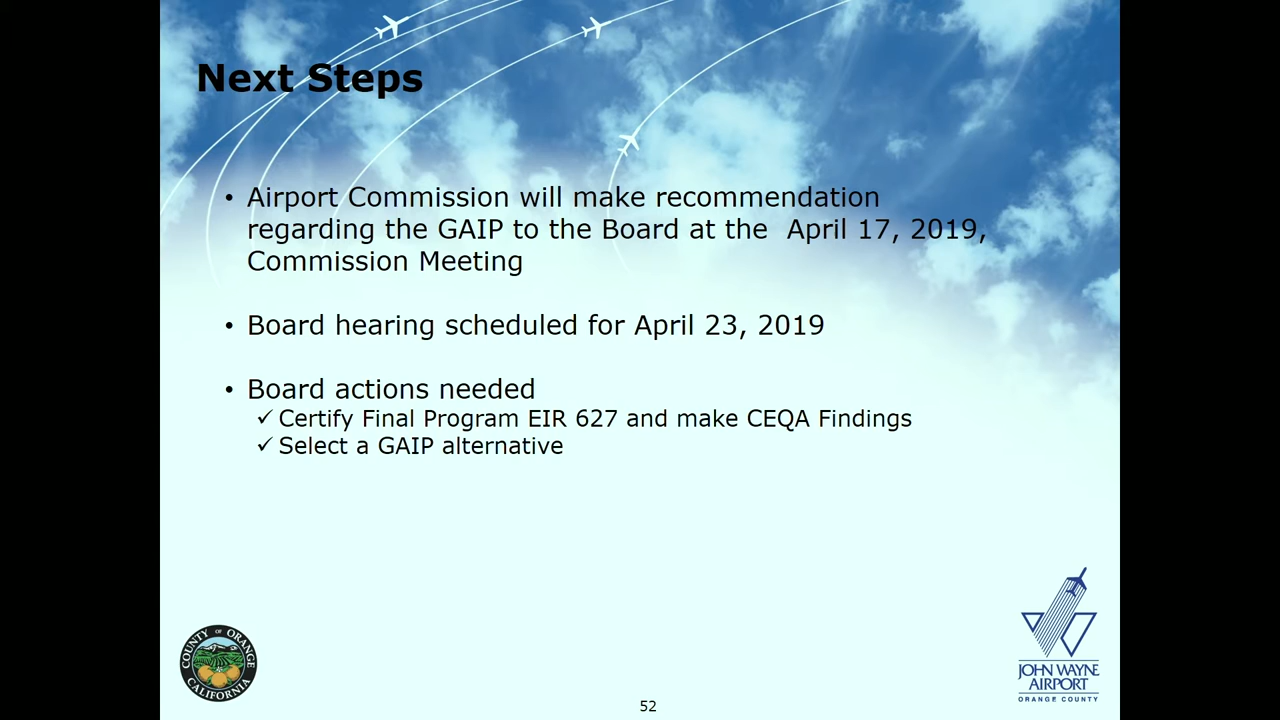 Next Steps
• Airport Commission will make recommendation
regarding the GAIP to the Board at the  April 17, 2019,
Commission Meeting
• Board hearing scheduled for April 23, 2019
• Board actions needed
✓ Certify Final Program EIR 627 and make CEQA Findings
✓ Select a GAIP alternative
COUNTY OF ORANGE
CALIFORNIA
JOHN WAYNE
AIRPORT
ORANGE COUNTY
52